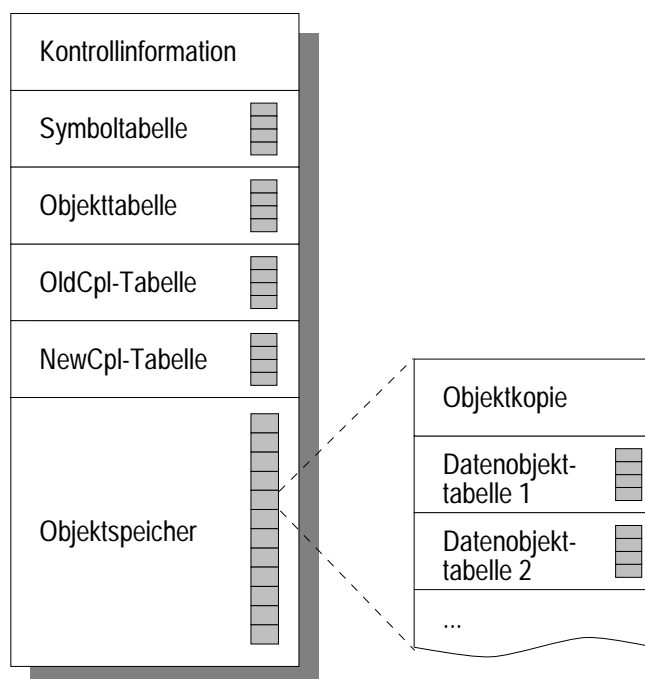 Kontrollinformation
Symboltabelle
Objekttabelle
OldCpl-Tabelle
NewCpl-Tabelle
Objektspeicher
Objektkopie
Datenobjekt-
tabelle 1
Datenobjekt-
tabelle 2
...